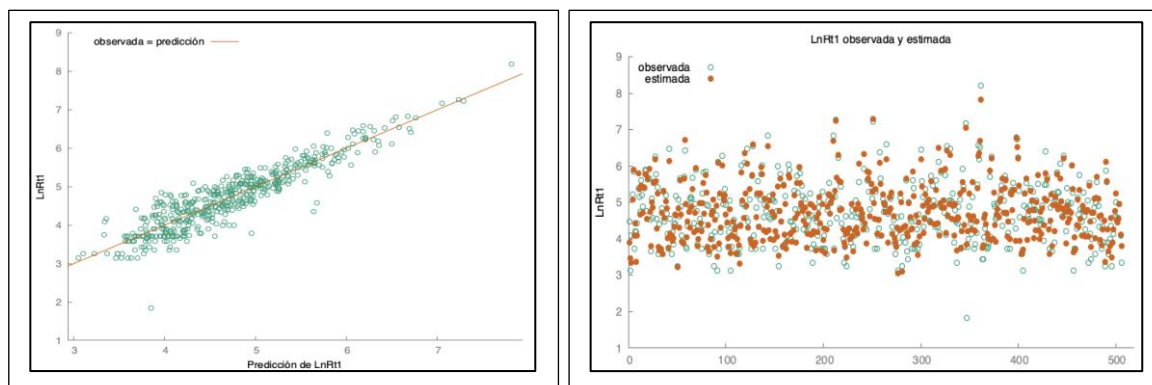 observada = predicción
LnRt1
9
8
7
6
5
4
3
2
1
3 4 5 6 7
Predicción de LnRt1
LnRt1 observada y estimada
observada
estimada
LnRt1
9
8
7
6
5
4
3
2
1
0 100 200 300 400 500